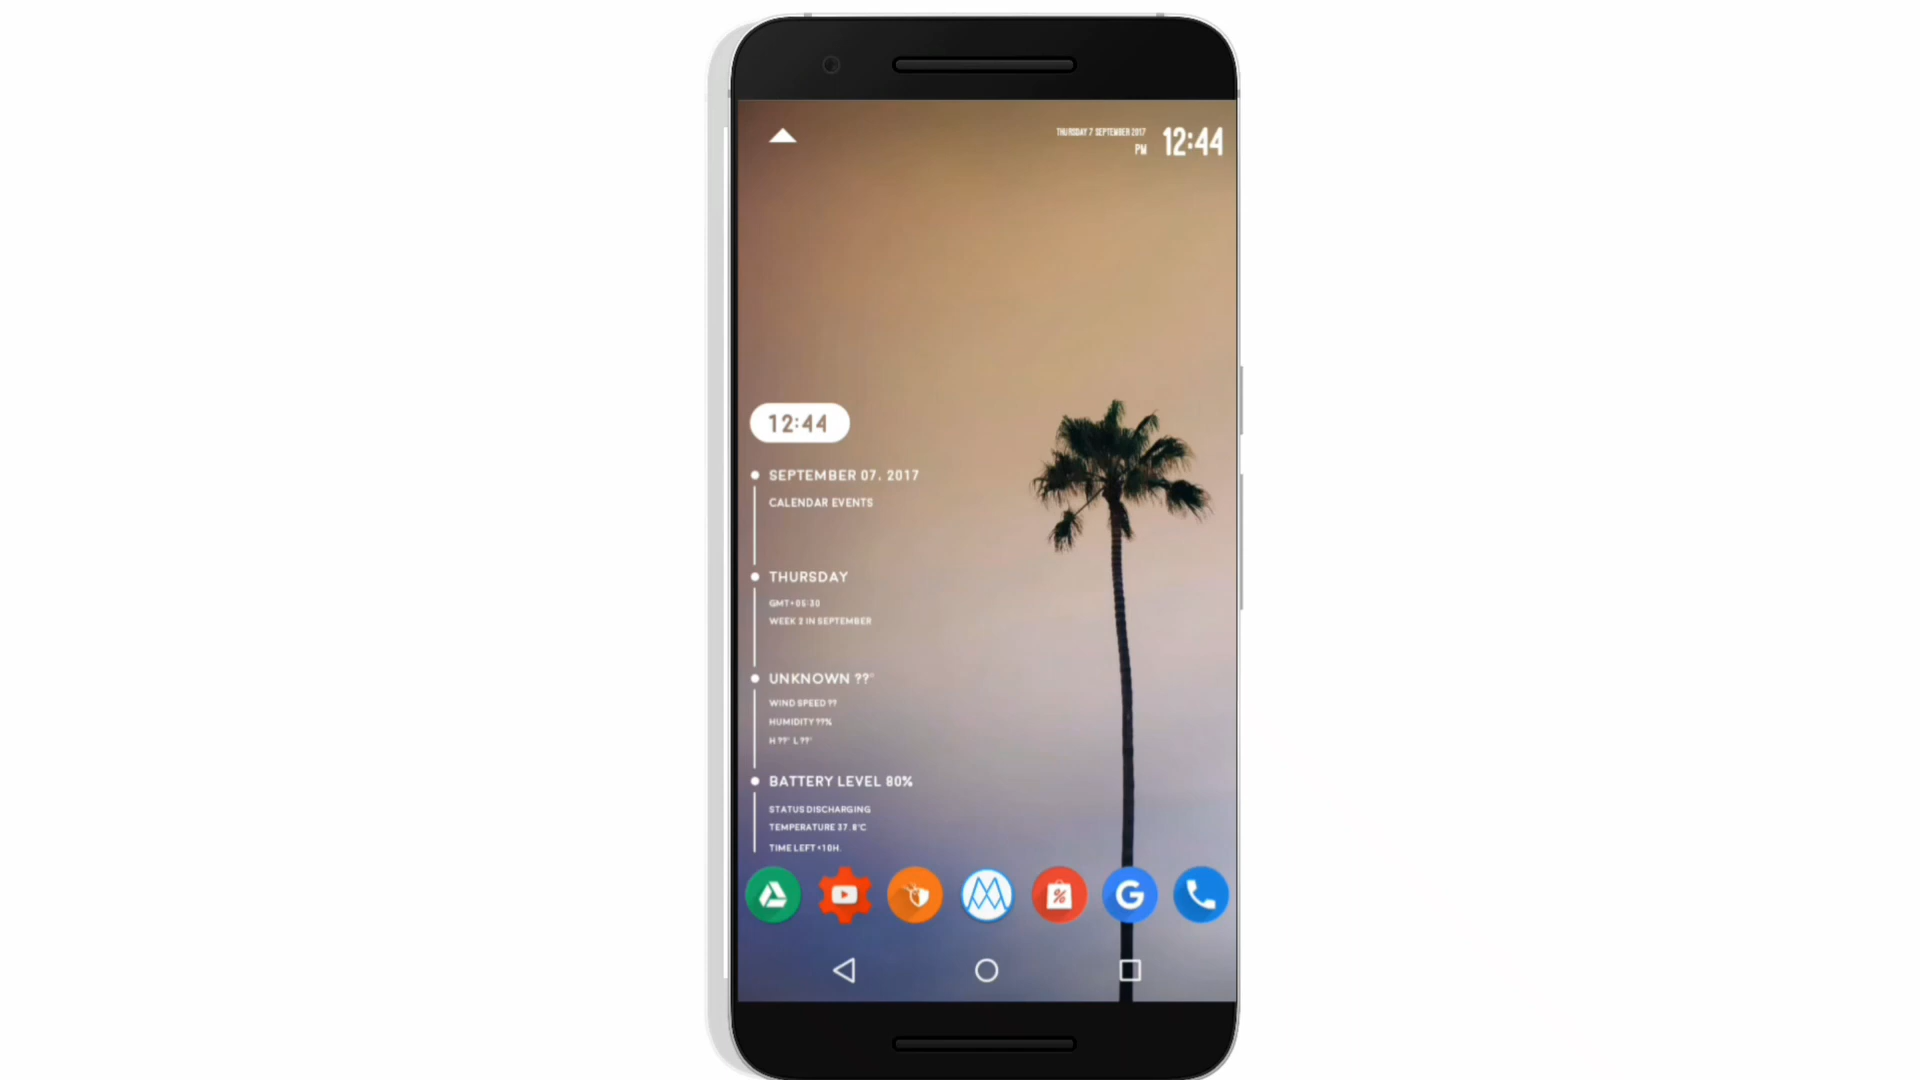 THURSDAY 7 SEPTEMBER 2017
PM
12:44
12:44
SEPTEMBER 07, 2017
CALENDAR EVENTS
THURSDAY
GMT+05:30
WEEK 2 IN SEPTEMBER
UNKNOWN ??°
WIND SPEED ??
HUMIDITY ??%
H ??° L ??°
BATTERY LEVEL 80%
STATUS DISCHARGING
TEMPERATURE 37.8°C
TIME LEFT <10H.
%
G